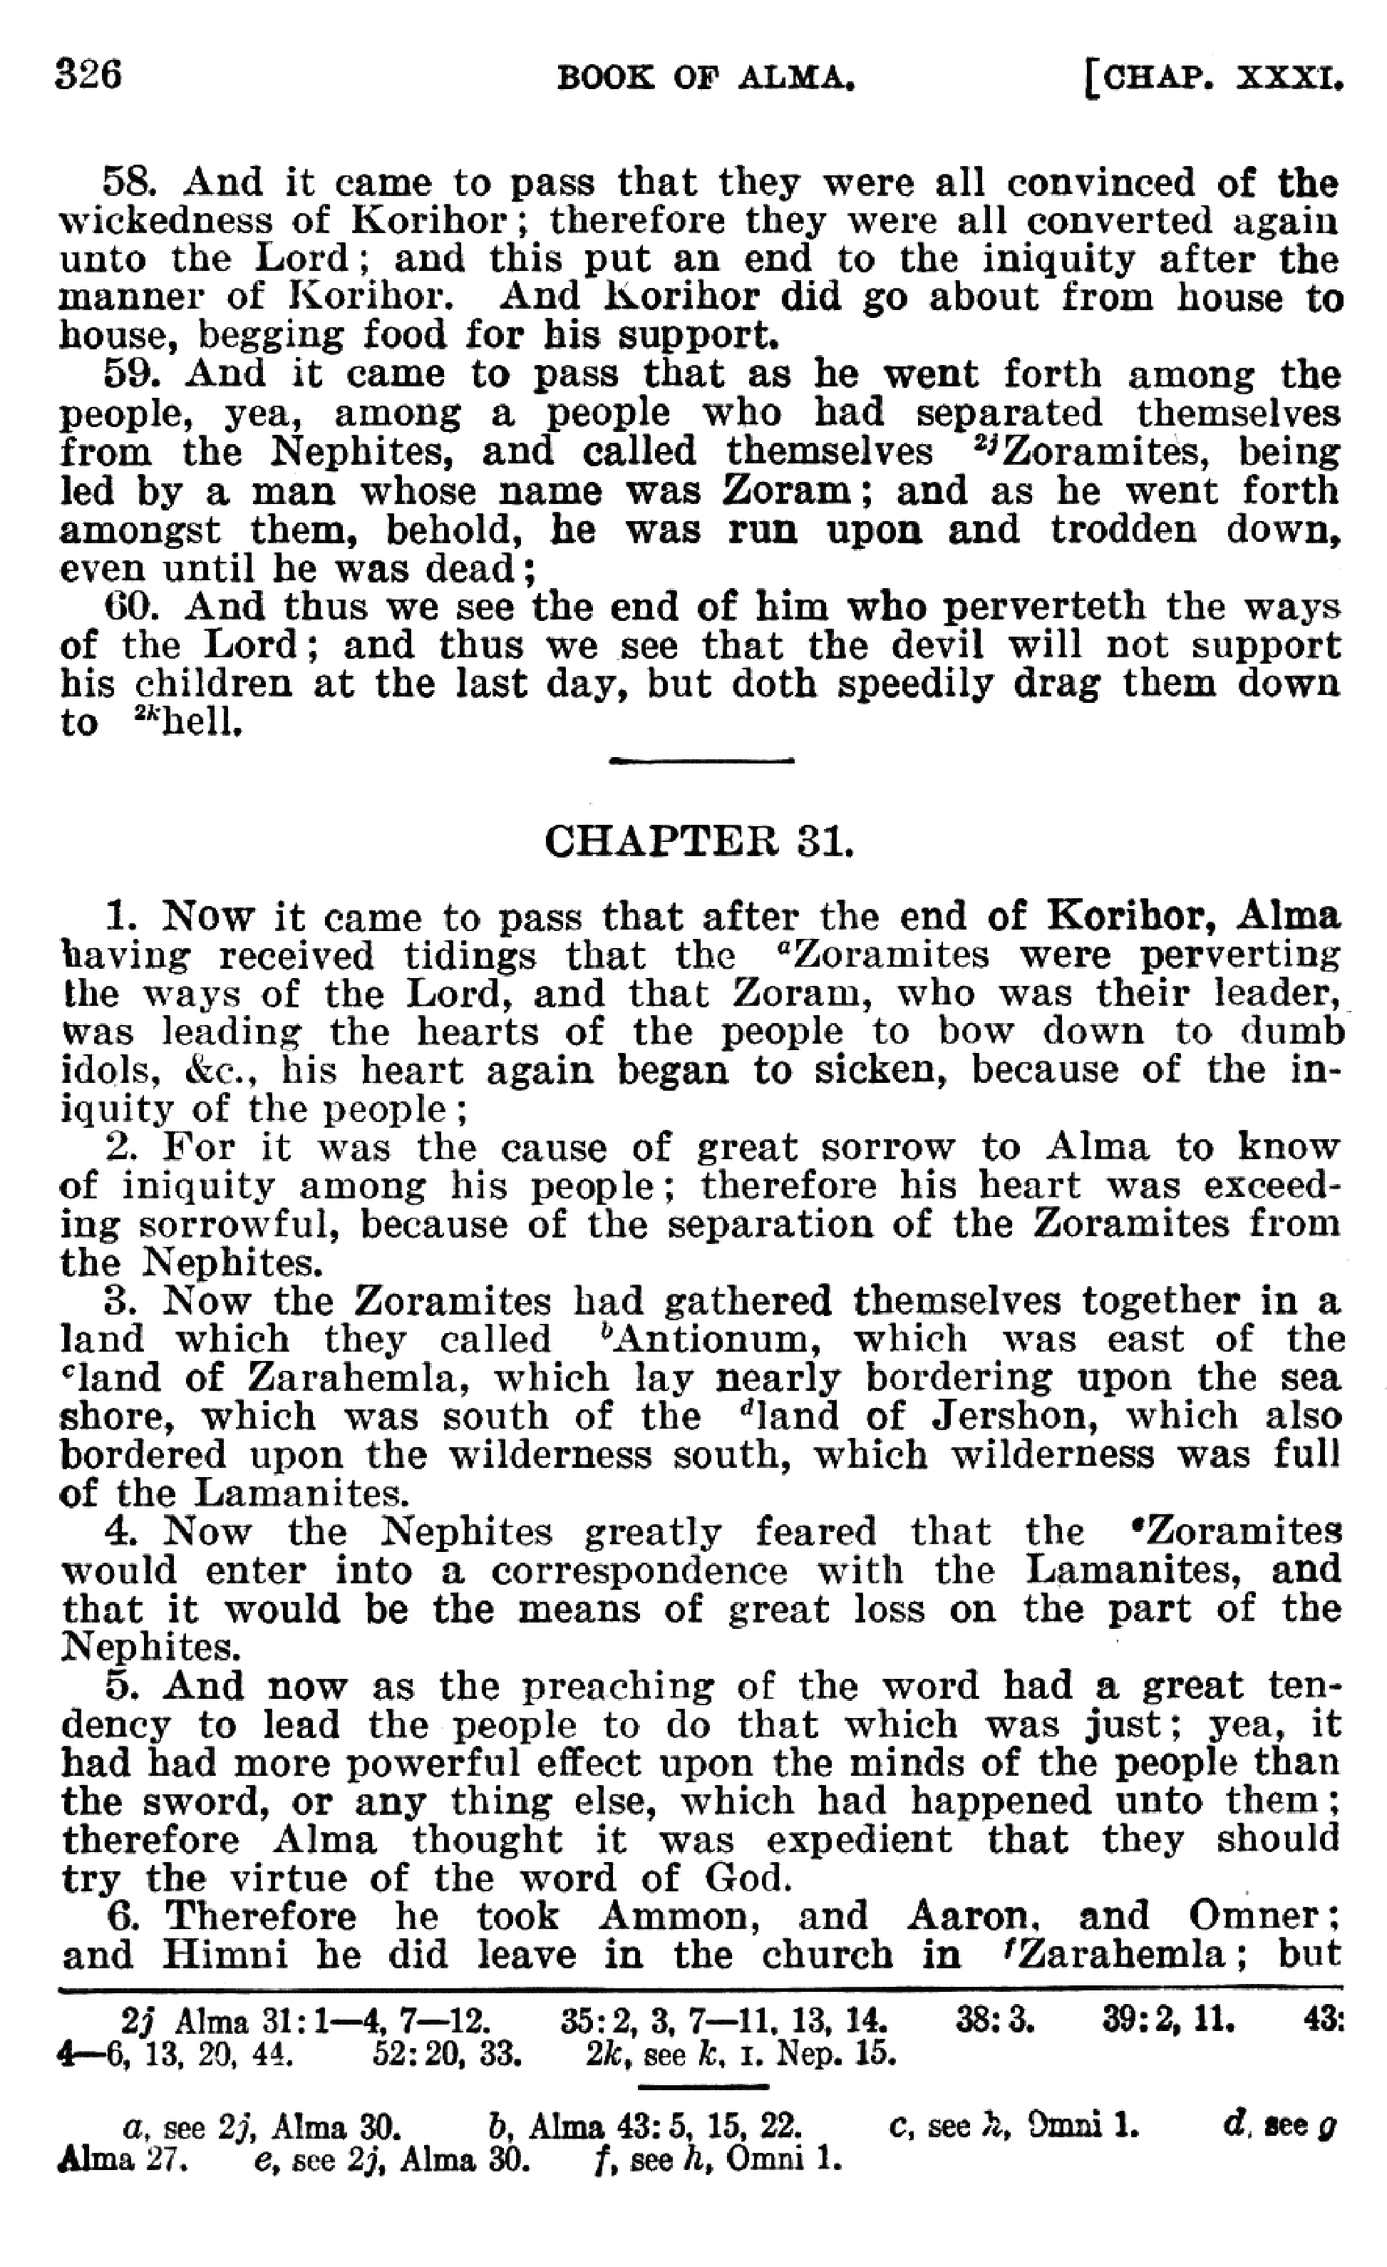 326 BOOK OF ALMA. [CHAP. XXXI.
58. And it came to pass that they were all convinced of the
wickedness of Korihor; therefore they were all converted again
unto the Lord; and this put an end to the iniquity after the
manner of Korihor. And Korihor did go about from house to
house, begging food for his support.
59. And it came to pass that as he went forth among the
people, yea, among a people who had separated themselves
from the Nephites, and called themselves 2jZoramites, being
led by a man whose name was Zoram; and as he went forth
amongst them, behold, he was run upon and trodden down,
even until he was dead;
60. And thus we see the end of him who perverteth the ways
of the Lord; and thus we see that the devil will not support
his children at the last day, but doth speedily drag them down
to 2khell.
CHAPTER 31.
1. Now it came to pass that after the end of Korihor, Alma
having received tidings that the aZoramites were perverting
the ways of the Lord, and that Zoram, who was their leader,
was leading the hearts of the people to bow down to dumb
idols, &c., his heart again began to sicken, because of the in-
iquity of the people;
2. For it was the cause of great sorrow to Alma to know
of iniquity among his people; therefore his heart was exceed-
ing sorrowful, because of the separation of the Zoramites from
the Nephites.
3. Now the Zoramites had gathered themselves together in a
land which they called bAntionum, which was east of the
cland of Zarahemla, which lay nearly bordering upon the sea
shore, which was south of the dland of Jershon, which also
bordered upon the wilderness south, which wilderness was full
of the Lamanites.
4. Now the Nephites greatly feared that the eZoramites
would enter into a correspondence with the Lamanites, and
that it would be the means of great loss on the part of the
Nephites.
5. And now as the preaching of the word had a great ten-
dency to lead the people to do that which was just; yea, it
had had more powerful effect upon the minds of the people than
the sword, or any thing else, which had happened unto them;
therefore Alma thought it was expedient that they should
try the virtue of the word of God.
6. Therefore he took Ammon, and Aaron, and Omner;
and Himni he did leave in the church in fZarahemla; but
2j Alma 31: 1—4, 7—12. 35: 2, 3, 7—11, 13, 14. 38: 3. 39: 2, 11. 43:
4—6, 13, 20, 44. 52: 20, 33. 2k, see k, I. Nep. 15.
a, see 2j, Alma 30. b, Alma 43: 5, 15, 22. c, see h, Omni 1. d, see g
Alma 27. e, see 2j, Alma 30. f, see h, Omni 1.